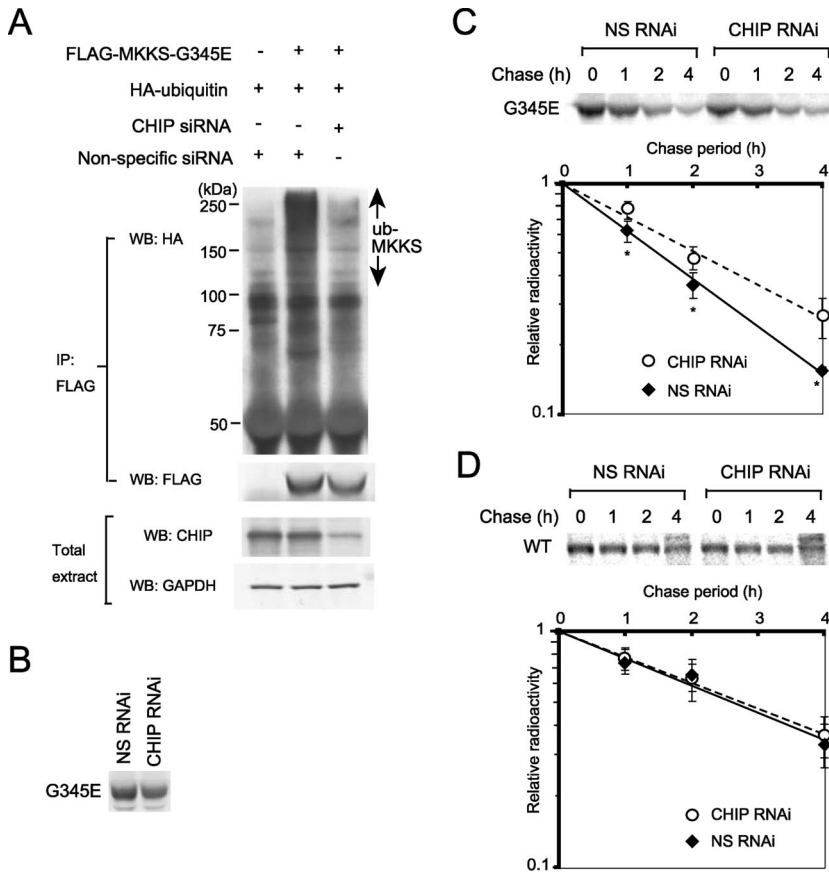 A
FLAG-MKKS-G345E - + +
HA-ubiquitin + + +
CHIP siRNA - - +
Non-specific siRNA + + -
(kDa)
250
150
100
75
50
ub-
MKKS
WB: HA
IP:
FLAG
WB: FLAG
WB: CHIP
Total
extract
WB: GAPDH
B
NS RNAi
CHIP RNAi
G345E
C
NS RNAi CHIP RNAi
Chase (h) 0 1 2 4 0 1 2 4
G345E
Chase period (h)
0 1 2 3 4
1
Relative radioactivity
*
*
*
CHIP RNAi
NS RNAi
0.1
D
NS RNAi CHIP RNAi
Chase (h) 0 1 2 4 0 1 2 4
WT
Chase period (h)
0 1 2 3 4
1
Relative radioactivity
CHIP RNAi
NS RNAi
0.1